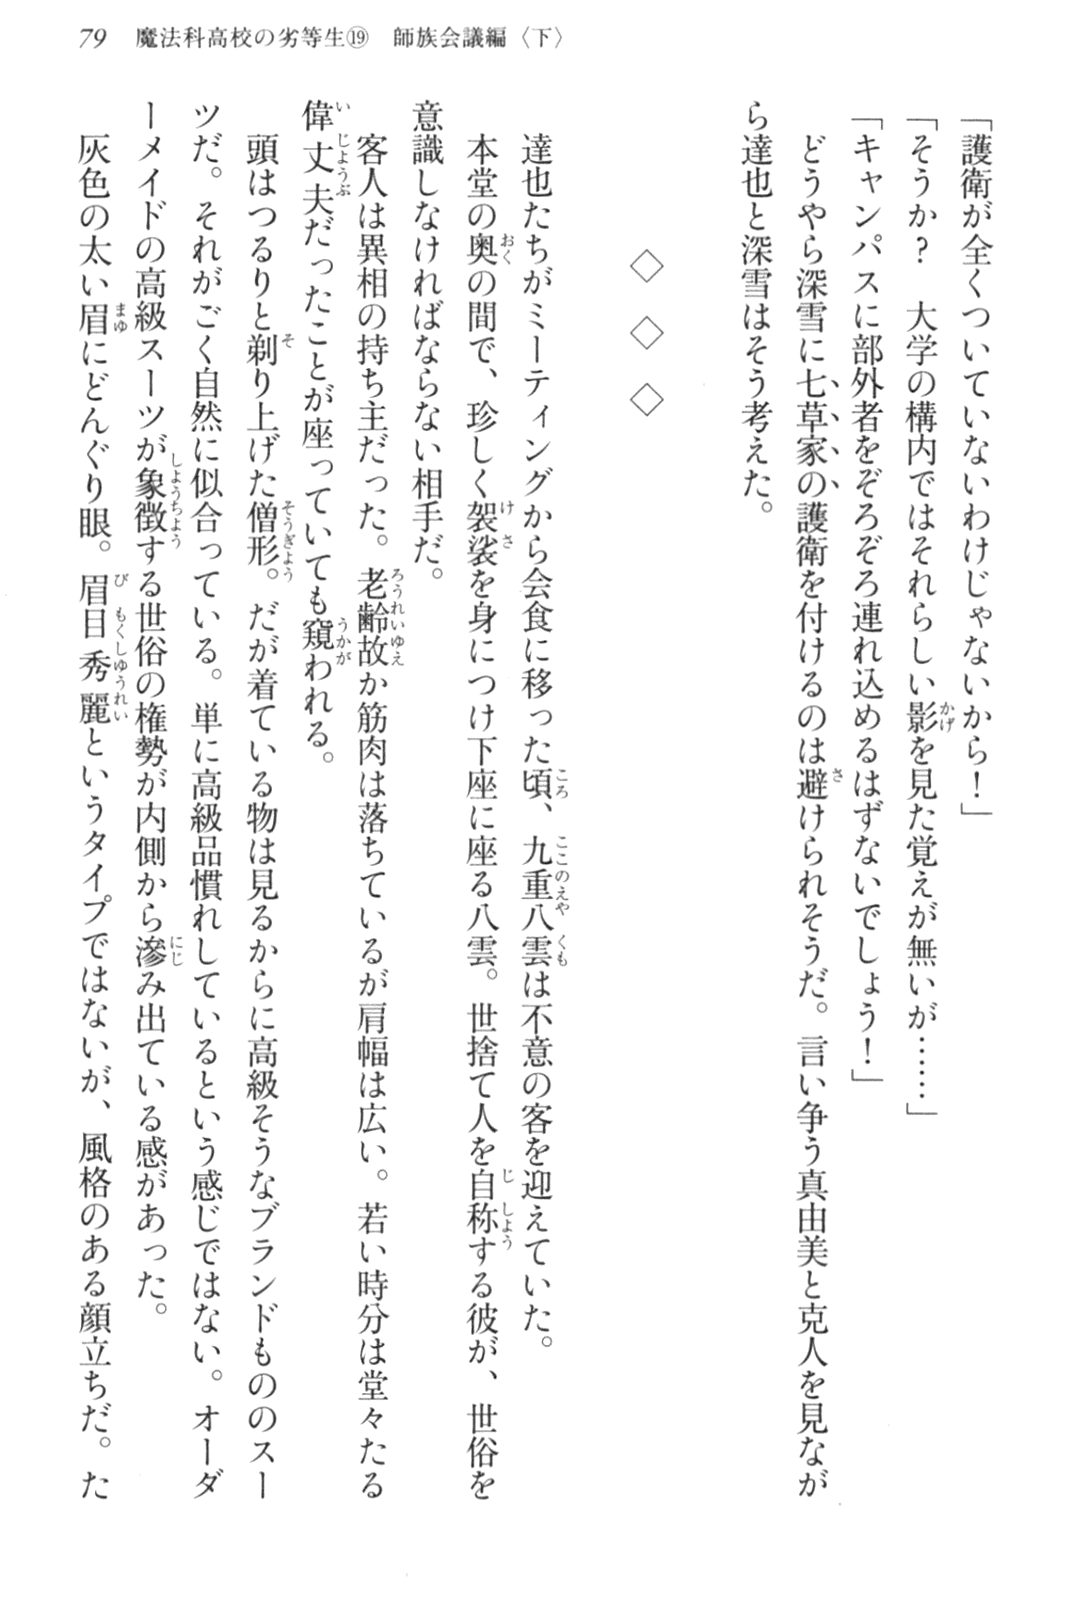 79　魔法科高校の劣等生⑲　師族会議編〈下〉
「護衛が全くついていないわけじゃないから！」
「そうか？　大学の構内ではそれらしい影を見た覚えが無いが……」
「キャンパスに部外者をぞろぞろ連れ込めるはずないでしょう！」
　どうやら深雪に七草家の護衛を付けるのは避けられそうだ。言い争う真由美と克人を見なが
ら達也と深雪はそう考えた。
◇　◇　◇
　達也たちがミーティングから会食に移った頃、九重八雲は不意の客を迎えていた。
　本堂の奥の間で、珍しく袈裟を身につけ下座に座る八雲。世捨て人を自称する彼が、世俗を
意識しなければならない相手だ。
　客人は異相の持ち主だった。老齢故か筋肉は落ちているが肩幅は広い。若い時分は堂々たる
偉丈夫だったことが座っていても窺われる。
　頭はつるりと剃り上げた僧形。だが着ている物は見るからに高級そうなブランドもののスー
ツだ。それがごく自然に似合っている。単に高級品慣れしているという感じではない。オーダ
ーメイドの高級スーツが象徴する世俗の権勢が内側から滲み出ている感があった。
　灰色の太い眉にどんぐり眼。眉目秀麗というタイプではないが、風格のある顔立ちだ。た